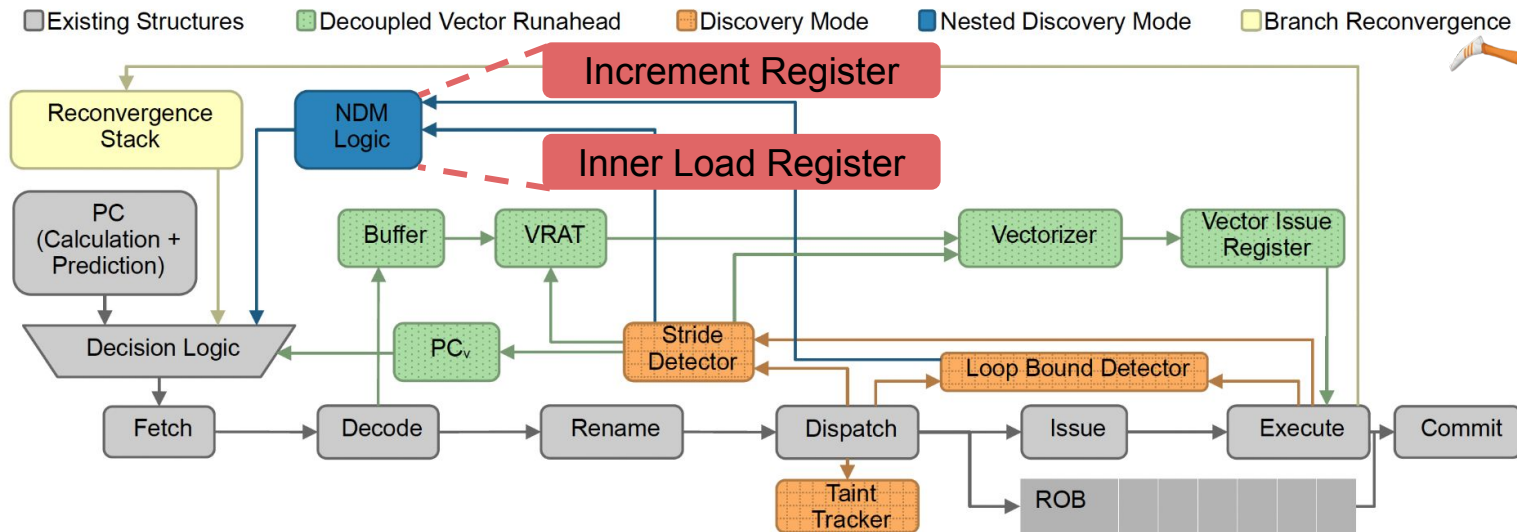 Existing Structures
Decoupled Vector Runahead
Discovery Mode
Nested Discovery Mode
Branch Reconvergence
Increment Register
Reconvergence
Stack
NDM
Logic
Inner Load Register
PC
(Calculation +
Prediction)
Buffer
VRAT
Vectorizer
Vector Issue
Register
Decision Logic
PCv
Stride
Detector
Loop Bound Detector
Fetch
Decode
Rename
Dispatch
Issue
Execute
Commit
Taint
Tracker
ROB